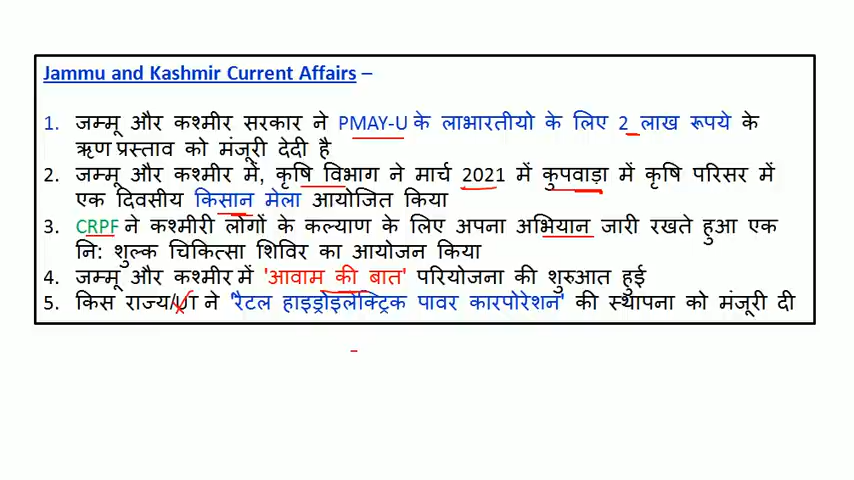 Jammu and Kashmir Current Affairs –
1. जम्मू और कश्मीर सरकार ने PMAY-U के लाभारतीयो के लिए 2 लाख रूपये के
ऋण प्रस्ताव को मंजूरी देदी है
2. जम्मू और कश्मीर में, कृषि विभाग ने मार्च 2021 में कुपवाड़ा में कृषि परिसर में
एक दिवसीय किसान मेला आयोजित किया
3. CRPF ने कश्मीरी लोगों के कल्याण के लिए अपना अभियान जारी रखते हुआ एक
नि: शुल्क चिकित्सा शिविर का आयोजन किया
4. जम्मू और कश्मीर में 'आवाम की बात' परियोजना की शुरुआत हुई
5. किस राज्य/UT ने 'रैटल हाइड्रोइलेक्ट्रिक पावर कारपोरेशन' की स्थापना को मंजूरी दी